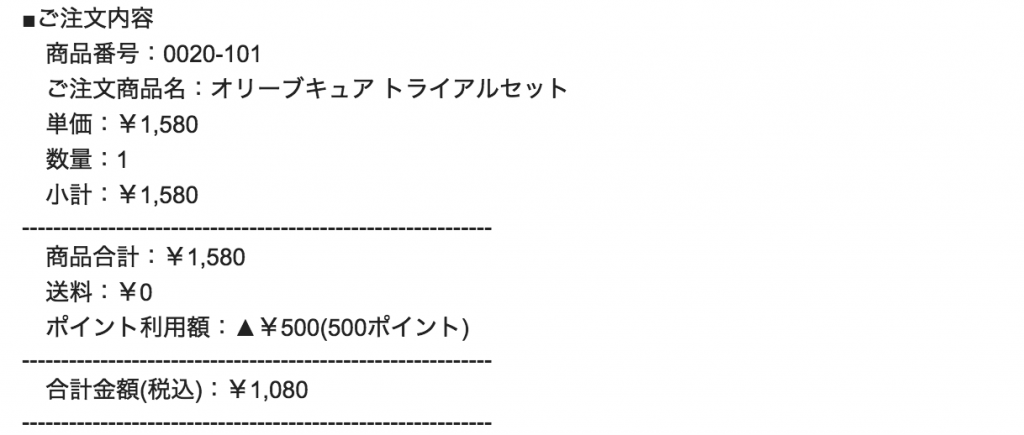 ■ご注文内容
商品番号：0020-101
ご注文商品名：オリーブキュア トライアルセット
単価：￥1,580
数量：1
小計：￥1,580
------------------------------------------------------------
商品合計：￥1,580
送料：￥0
ポイント利用額：▲￥500(500ポイント)
------------------------------------------------------------
合計金額(税込)：￥1,080
------------------------------------------------------------